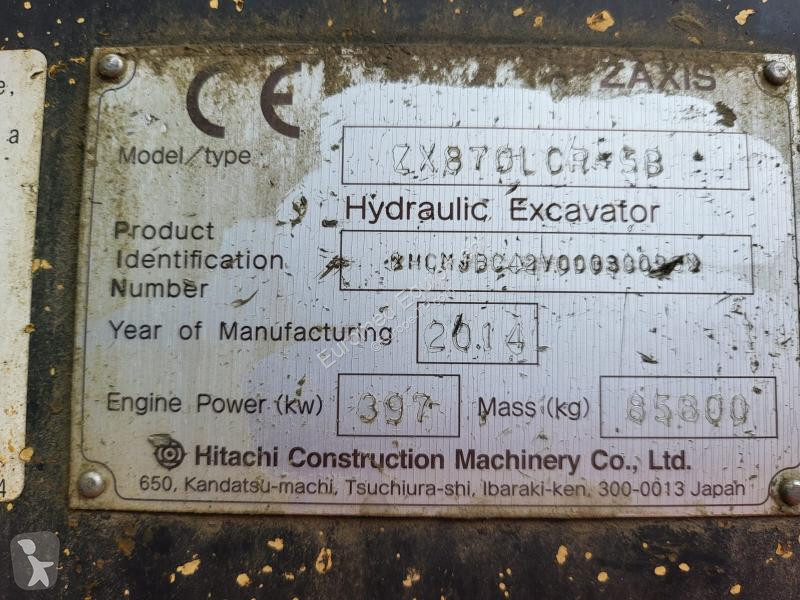 e,
a
4
CE
ZAXIS
Model/type
ZX870LCR-5B
Hydraulic Excavator
Product
Identification
Number
Year of Manufacturing
2014
Engine Power (kw)
397
Mass (kg)
85800
Hitachi Construction Machinery Co., Ltd.
650, Kandatsu-machi, Tsuchiura-shi, Ibaraki-ken, 300-0013 Japan